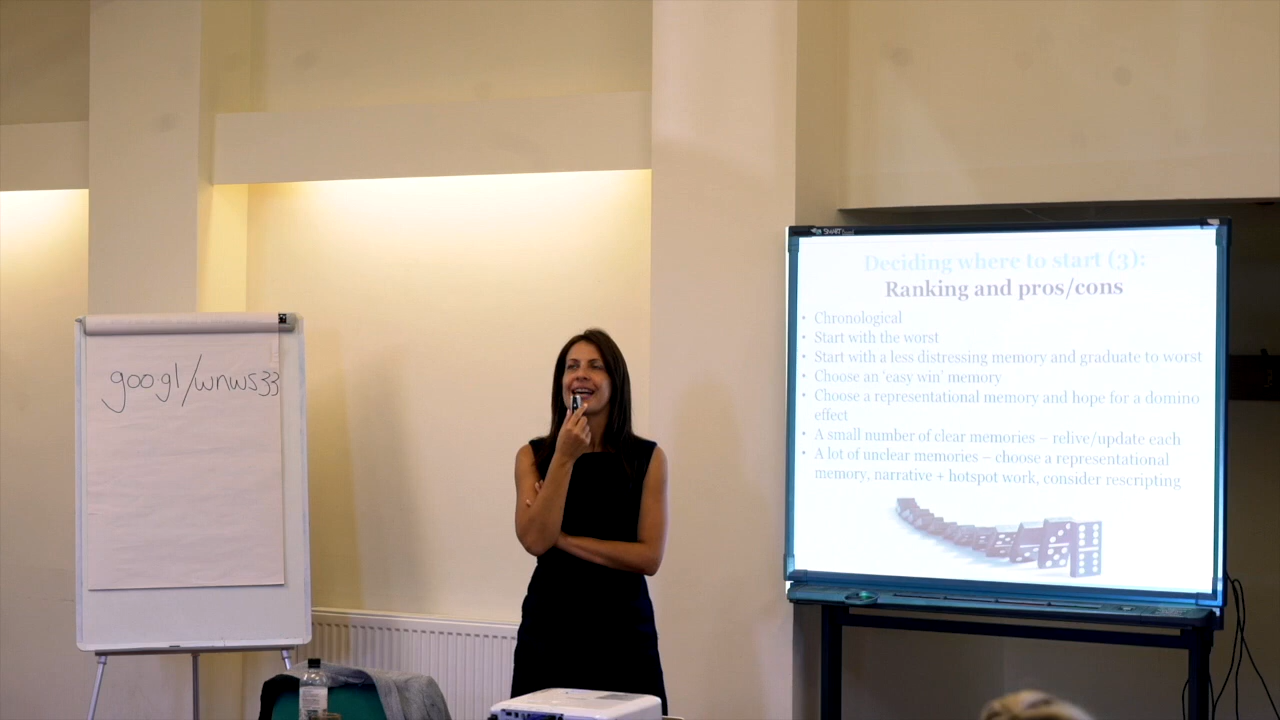 goo.gl/wnws33
SMART
Deciding where to start (3):
Ranking and pros/cons
• Chronological
• Start with the worst
• Start with a less distressing memory and graduate to worst
• Choose an 'easy win' memory
• Choose a representational memory and hope for a domino
effect
• A small number of clear memories – relive/update each
• A lot of unclear memories – choose a representational
memory, narrative + hotspot work, consider rescripting